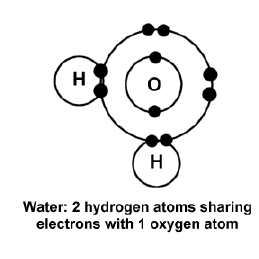 H
O
H
Water: 2 hydrogen atoms sharing
electrons with 1 oxygen atom